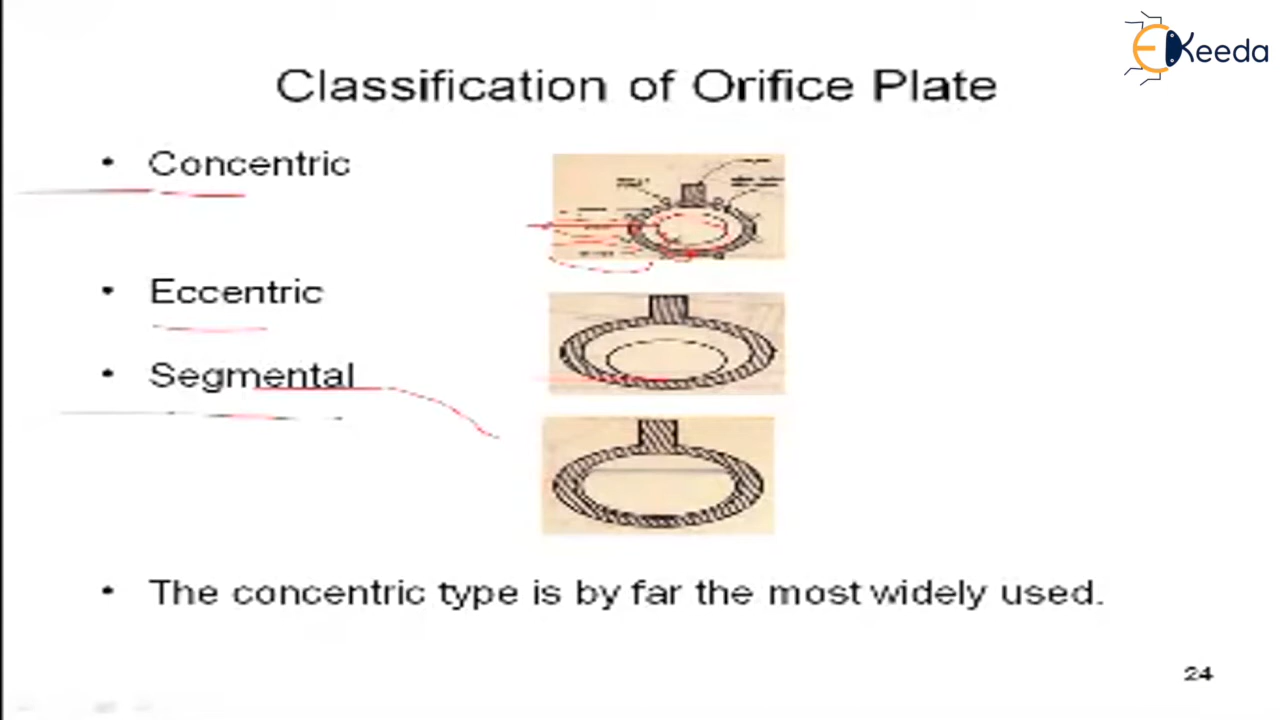 EKeeda
Classification of Orifice Plate
• Concentric
• Eccentric
• Segmental
• The concentric type is by far the most widely used.
24